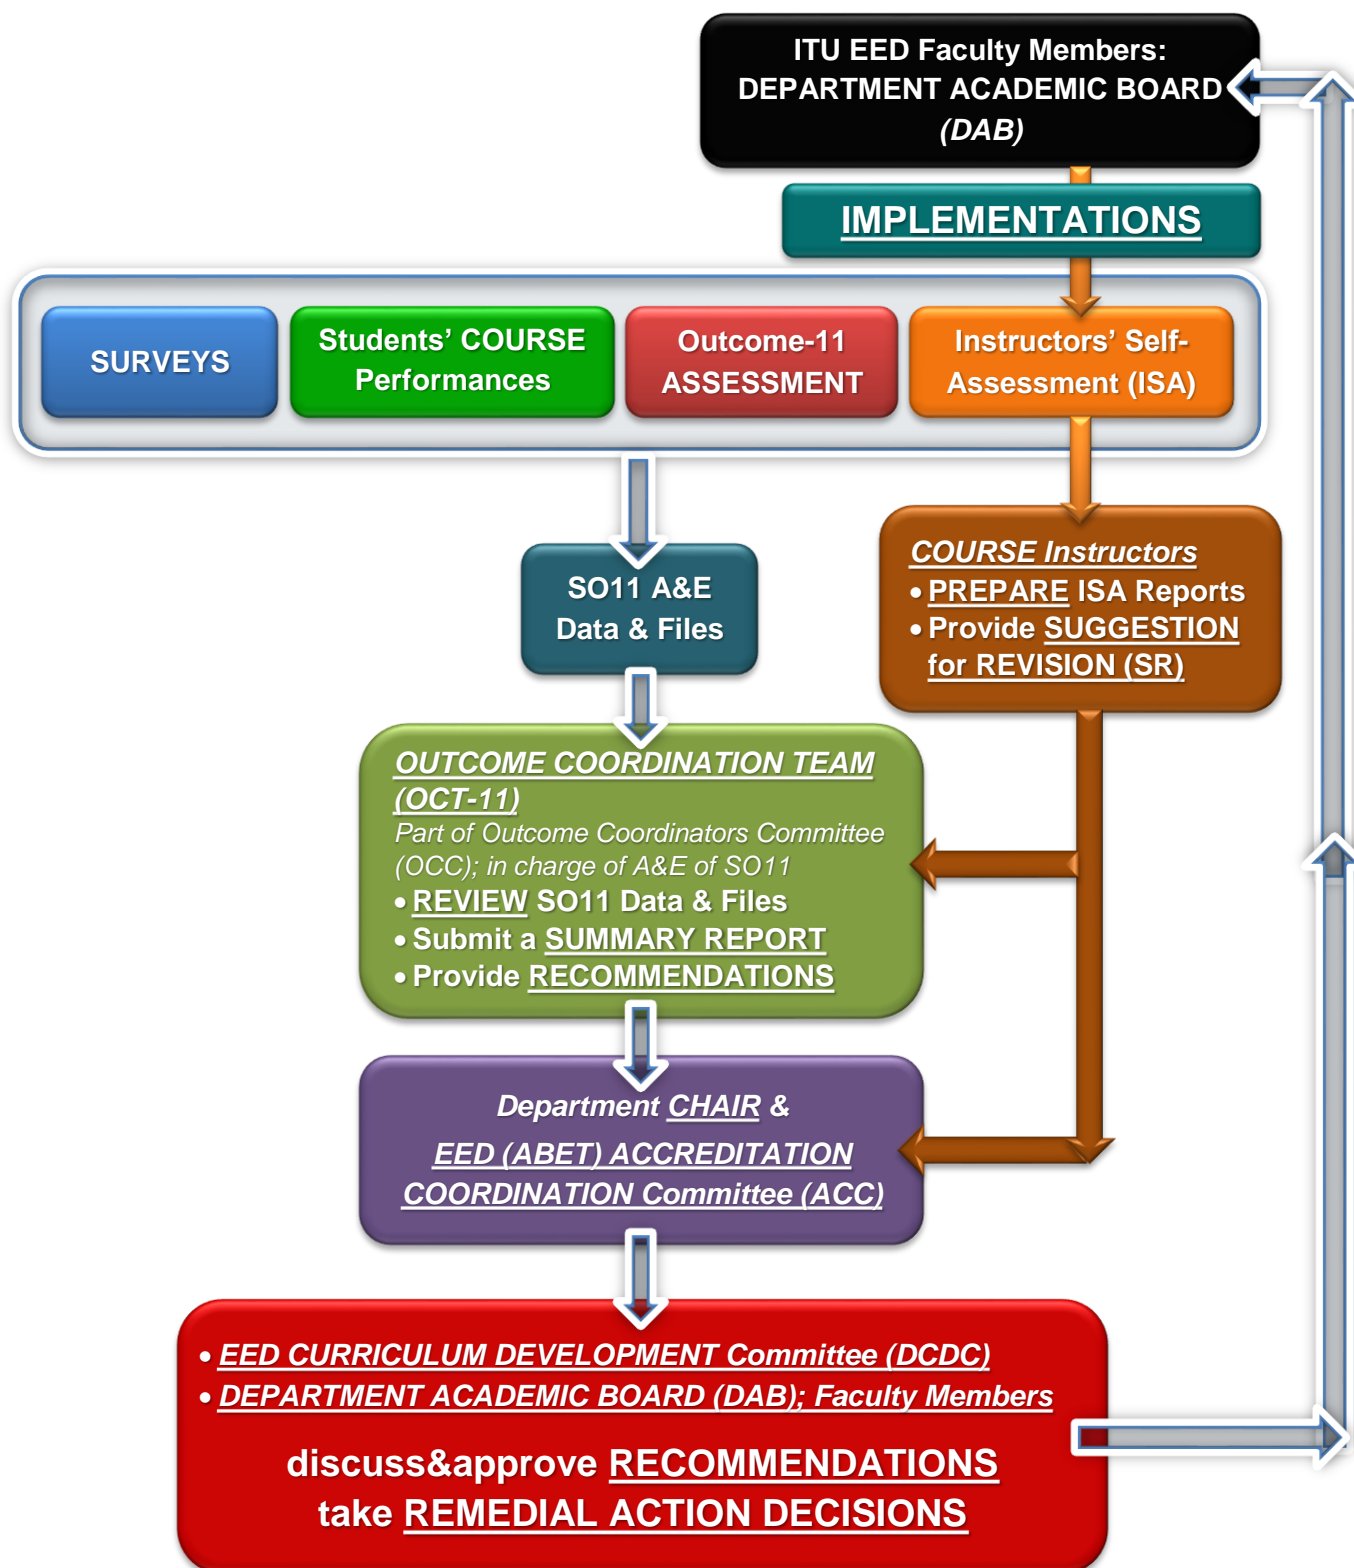 ITU EED Faculty Members:
DEPARTMENT ACADEMIC BOARD
(DAB)
IMPLEMENTATIONS
SURVEYS
Students’ COURSE
Performances
Outcome-11
ASSESSMENT
Instructors’ Self-
Assessment (ISA)
SO11 A&E
Data & Files
COURSE Instructors
• PREPARE ISA Reports
• Provide SUGGESTION
for REVISION (SR)
OUTCOME COORDINATION TEAM
(OCT-11)
Part of Outcome Coordinators Committee
(OCC); in charge of A&E of SO11
• REVIEW SO11 Data & Files
• Submit a SUMMARY REPORT
• Provide RECOMMENDATIONS
Department CHAIR &
EED (ABET) ACCREDITATION
COORDINATION Committee (ACC)
• EED CURRICULUM DEVELOPMENT Committee (DCDC)
• DEPARTMENT ACADEMIC BOARD (DAB); Faculty Members
discuss&approve RECOMMENDATIONS
take REMEDIAL ACTION DECISIONS